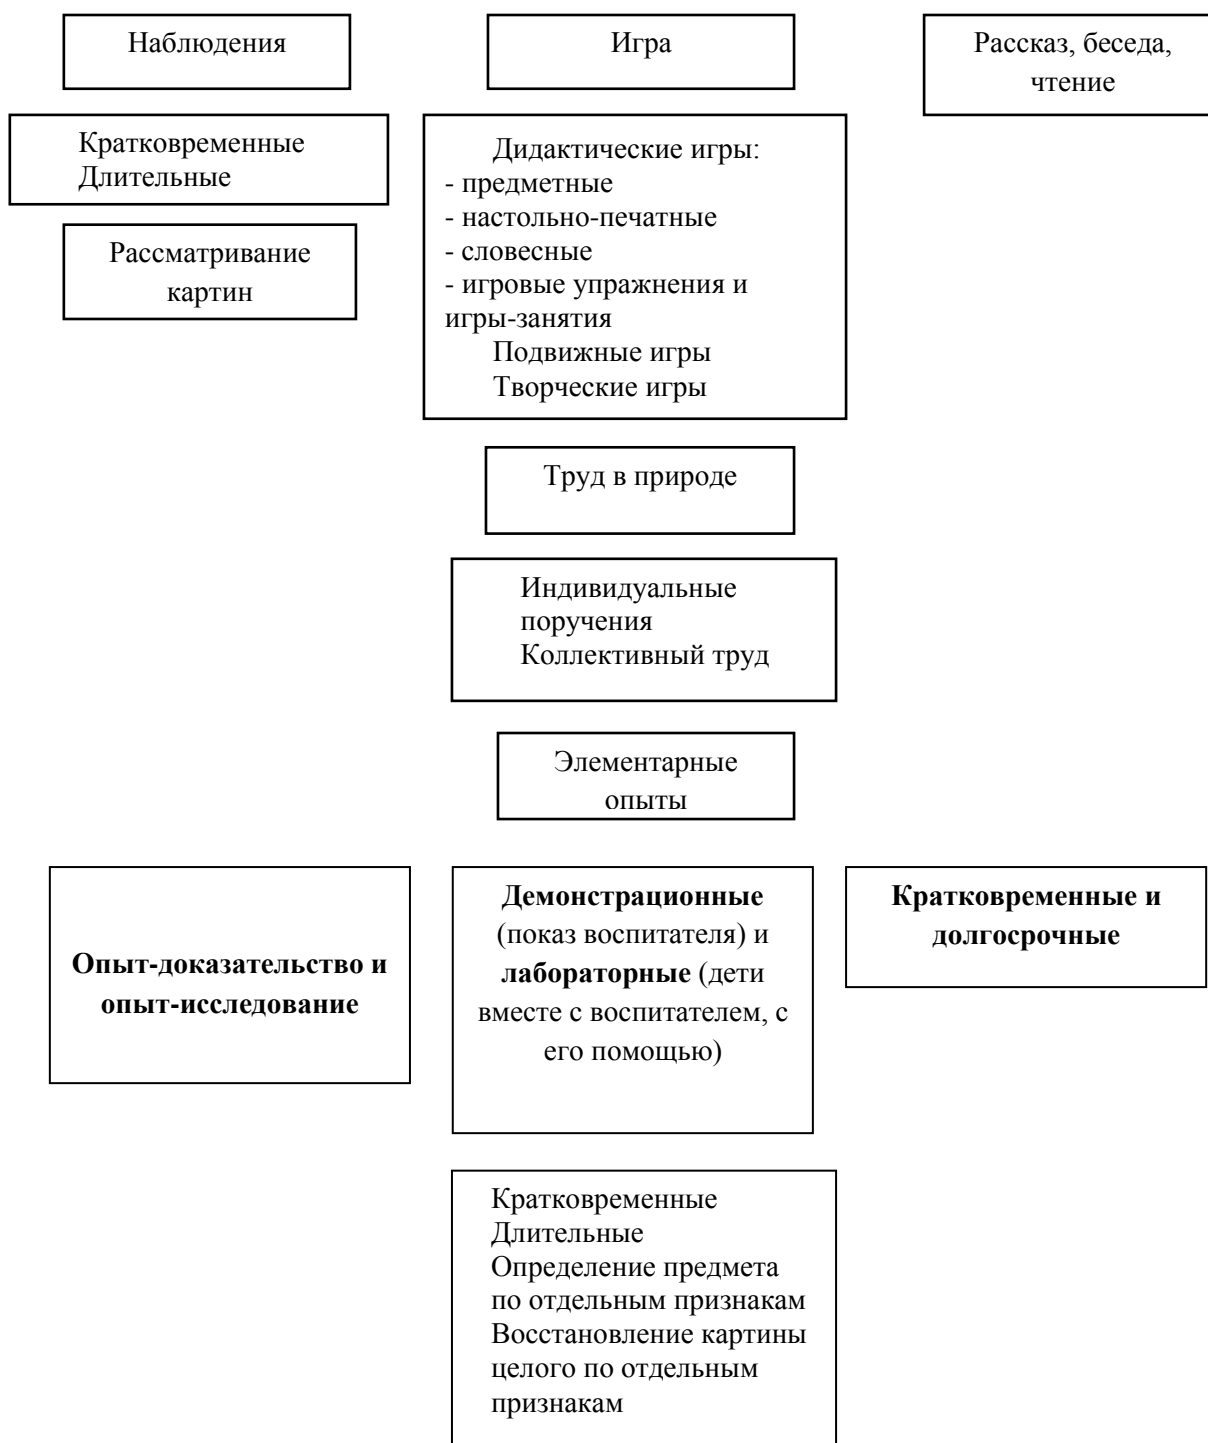 Наблюдения
Игра
Рассказ, беседа,
чтение
Кратковременные
Длительные
Рассматривание
картин
Дидактические игры:
- предметные
- настольно-печатные
- словесные
- игровые упражнения и
игры-занятия
Подвижные игры
Творческие игры
Труд в природе
Индивидуальные
поручения
Коллективный труд
Элементарные
опыты
Опыт-доказательство и
опыт-исследование
Демонстрационные
(показ воспитателя) и
лабораторные (дети
вместе с воспитателем, с
его помощью)
Кратковременные и
долгосрочные
Кратковременные
Длительные
Определение предмета
по отдельным признакам
Восстановление картины
целого по отдельным
признакам